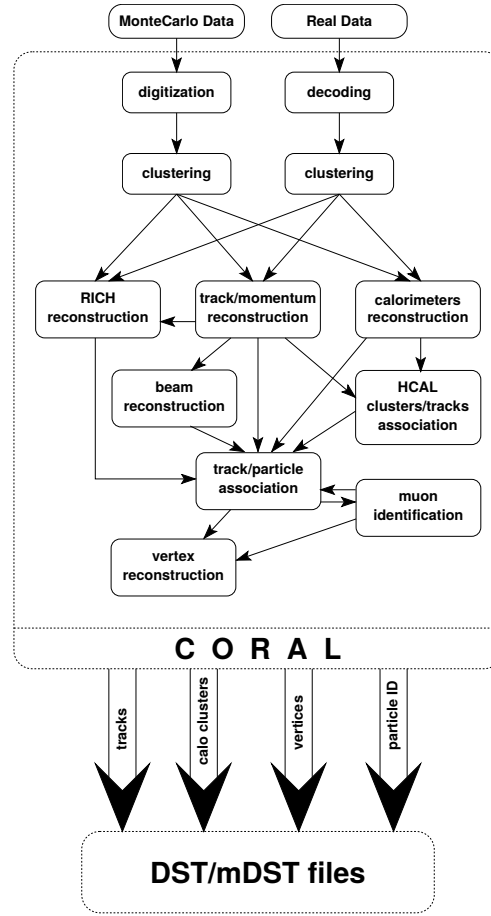 MonteCarlo Data
Real Data
digitization
decoding
clustering
clustering
RICH
reconstruction
track/momentum
reconstruction
calorimeters
reconstruction
beam
reconstruction
HCAL
clusters/tracks
association
track/particle
association
muon
identification
vertex
reconstruction
C O R A L
tracks
calo clusters
vertices
particle ID
DST/mDST files